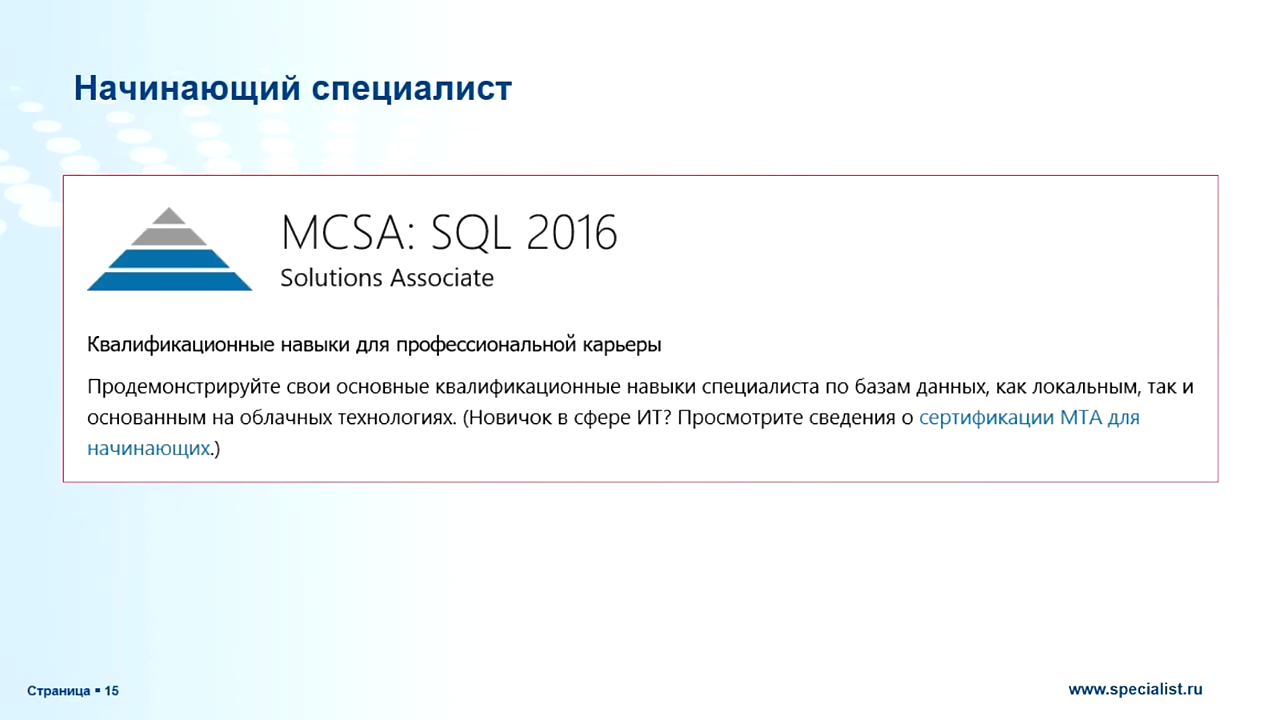 Начинающий специалист
MCSA: SQL 2016
Solutions Associate
Квалификационные навыки для профессиональной карьеры
Продемонстрируйте свои основные квалификационные навыки специалиста по базам данных, как локальным, так и
основанным на облачных технологиях. (Новичок в сфере ИТ? Просмотрите сведения о сертификации MTA для
начинающих.)
Страница ▪ 15
www.specialist.ru